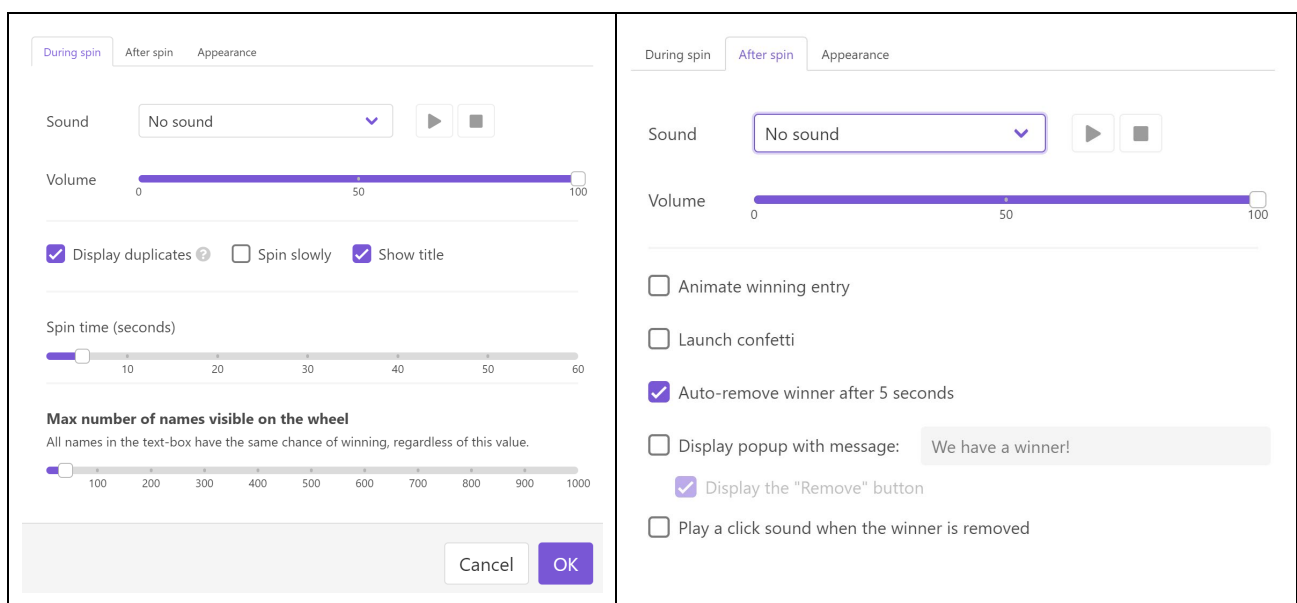 During spin After spin Appearance
Sound No sound
Volume
0 50 100
Display duplicates ? Spin slowly Show title
Spin time (seconds)
10 20 30 40 50 60
Max number of names visible on the wheel
All names in the text-box have the same chance of winning, regardless of this value.
100 200 300 400 500 600 700 800 900 1000
Cancel OK
During spin After spin Appearance
Sound No sound
Volume
0 50 100
Animate winning entry
Launch confetti
Auto-remove winner after 5 seconds
Display popup with message: We have a winner!
Display the "Remove" button
Play a click sound when the winner is removed